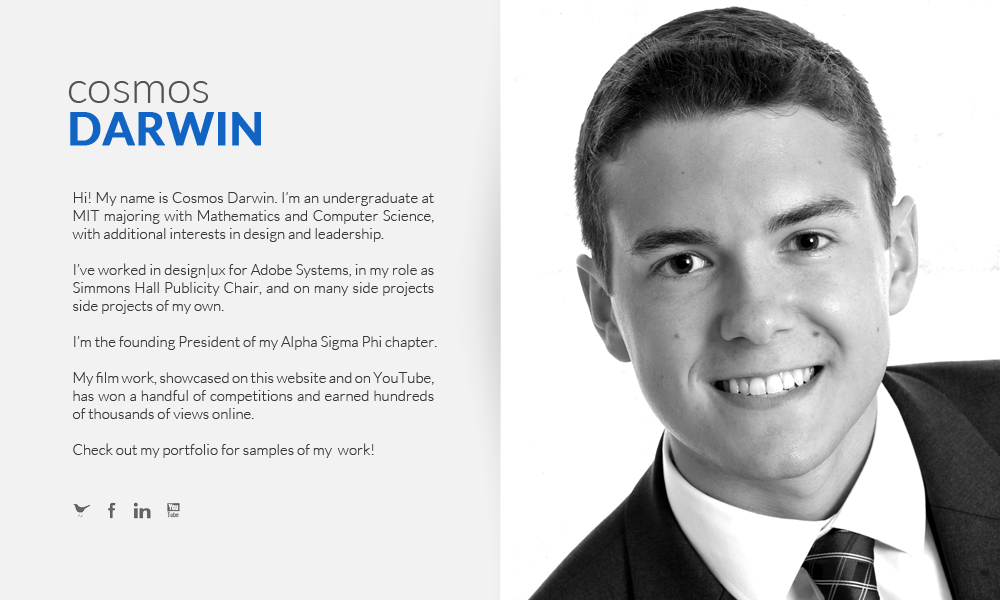 cosmos
DARWIN
Hi! My name is Cosmos Darwin. I'm an undergraduate at
MIT majoring with Mathematics and Computer Science,
with additional interests in design and leadership.
I've worked in design|ux for Adobe Systems, in my role as
Simmons Hall Publicity Chair, and on many side projects
side projects of my own.
I'm the founding President of my Alpha Sigma Phi chapter.
My film work, showcased on this website and on YouTube,
has won a handful of competitions and earned hundreds
of thousands of views online.
Check out my portfolio for samples of my work!
f in You Tube